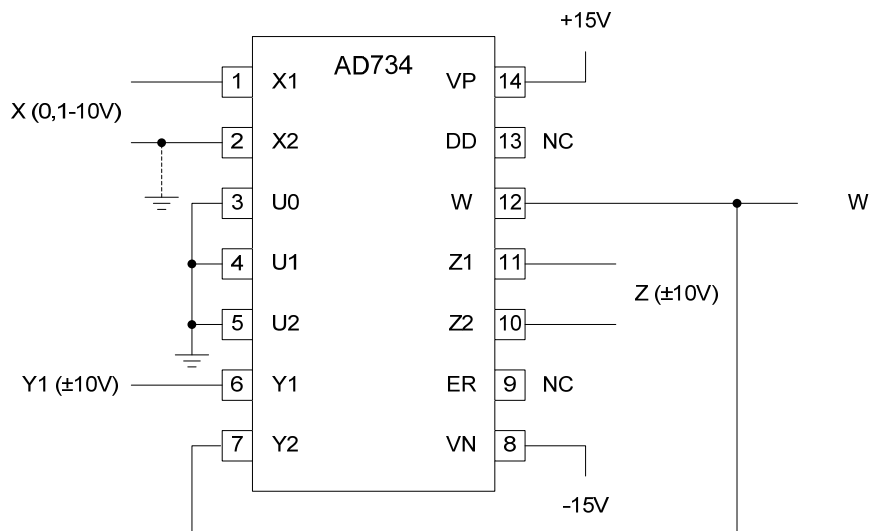 +15V
AD734
1 X1 VP 14
X (0,1-10V)
2 X2 DD 13 NC
3 U0 W 12 W
4 U1 Z1 11
Z (±10V)
5 U2 Z2 10
Y1 (±10V) 6 Y1 ER 9 NC
7 Y2 VN 8
-15V